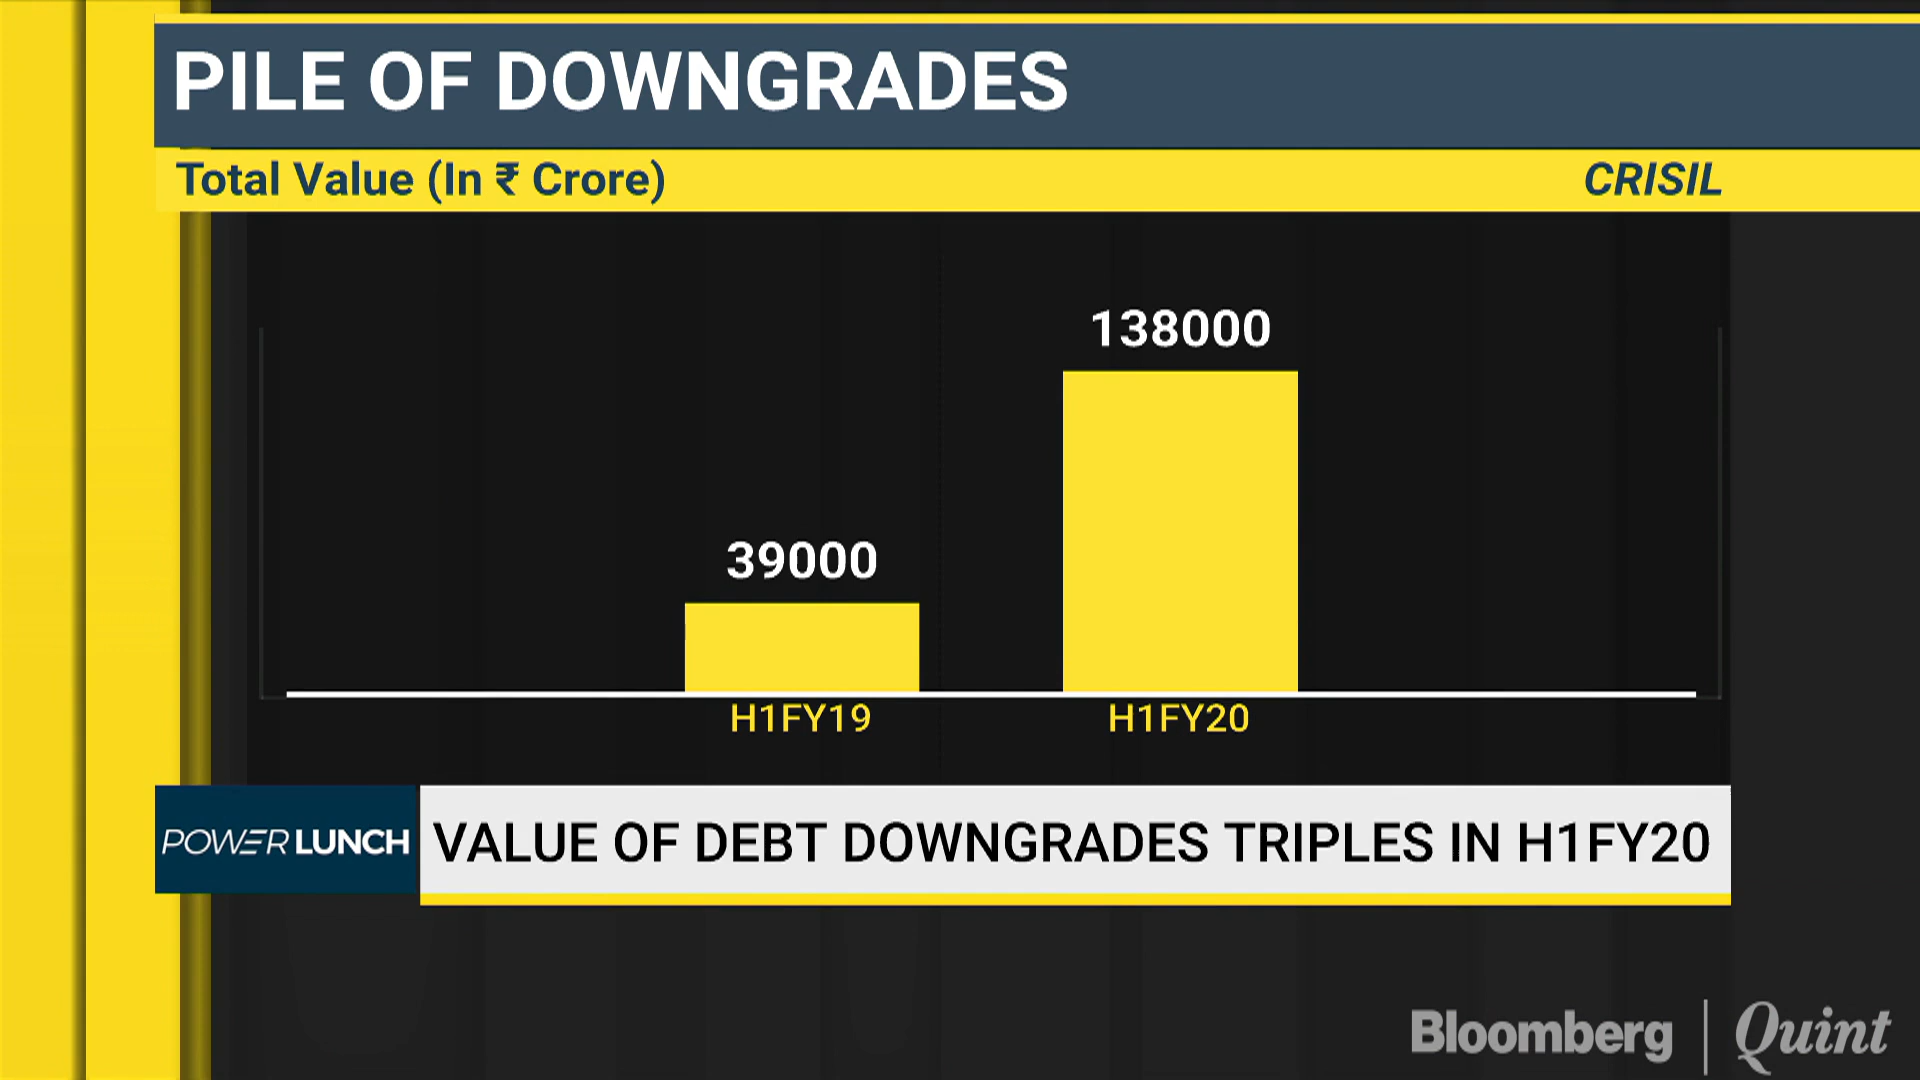 PILE OF DOWNGRADES
Total Value (In ₹ Crore)
CRISIL
138000
39000
H1FY19
H1FY20
POWER LUNCH
VALUE OF DEBT DOWNGRADES TRIPLES IN H1FY20
Bloomberg | Quint